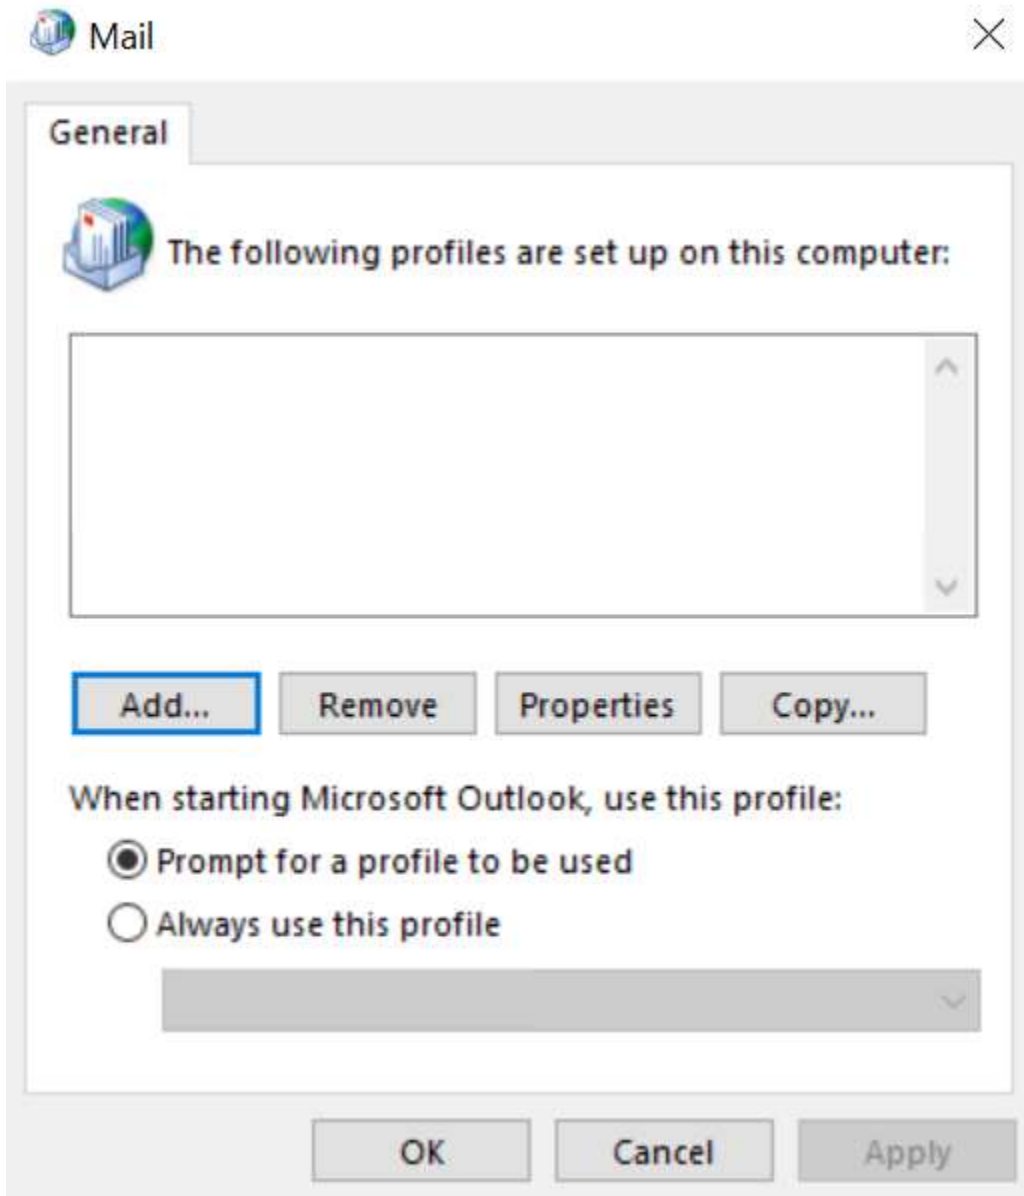 Mail
General
The following profiles are set up on this computer:
Add...
Remove
Properties
Copy...
When starting Microsoft Outlook, use this profile:
Prompt for a profile to be used
Always use this profile
OK
Cancel
Apply